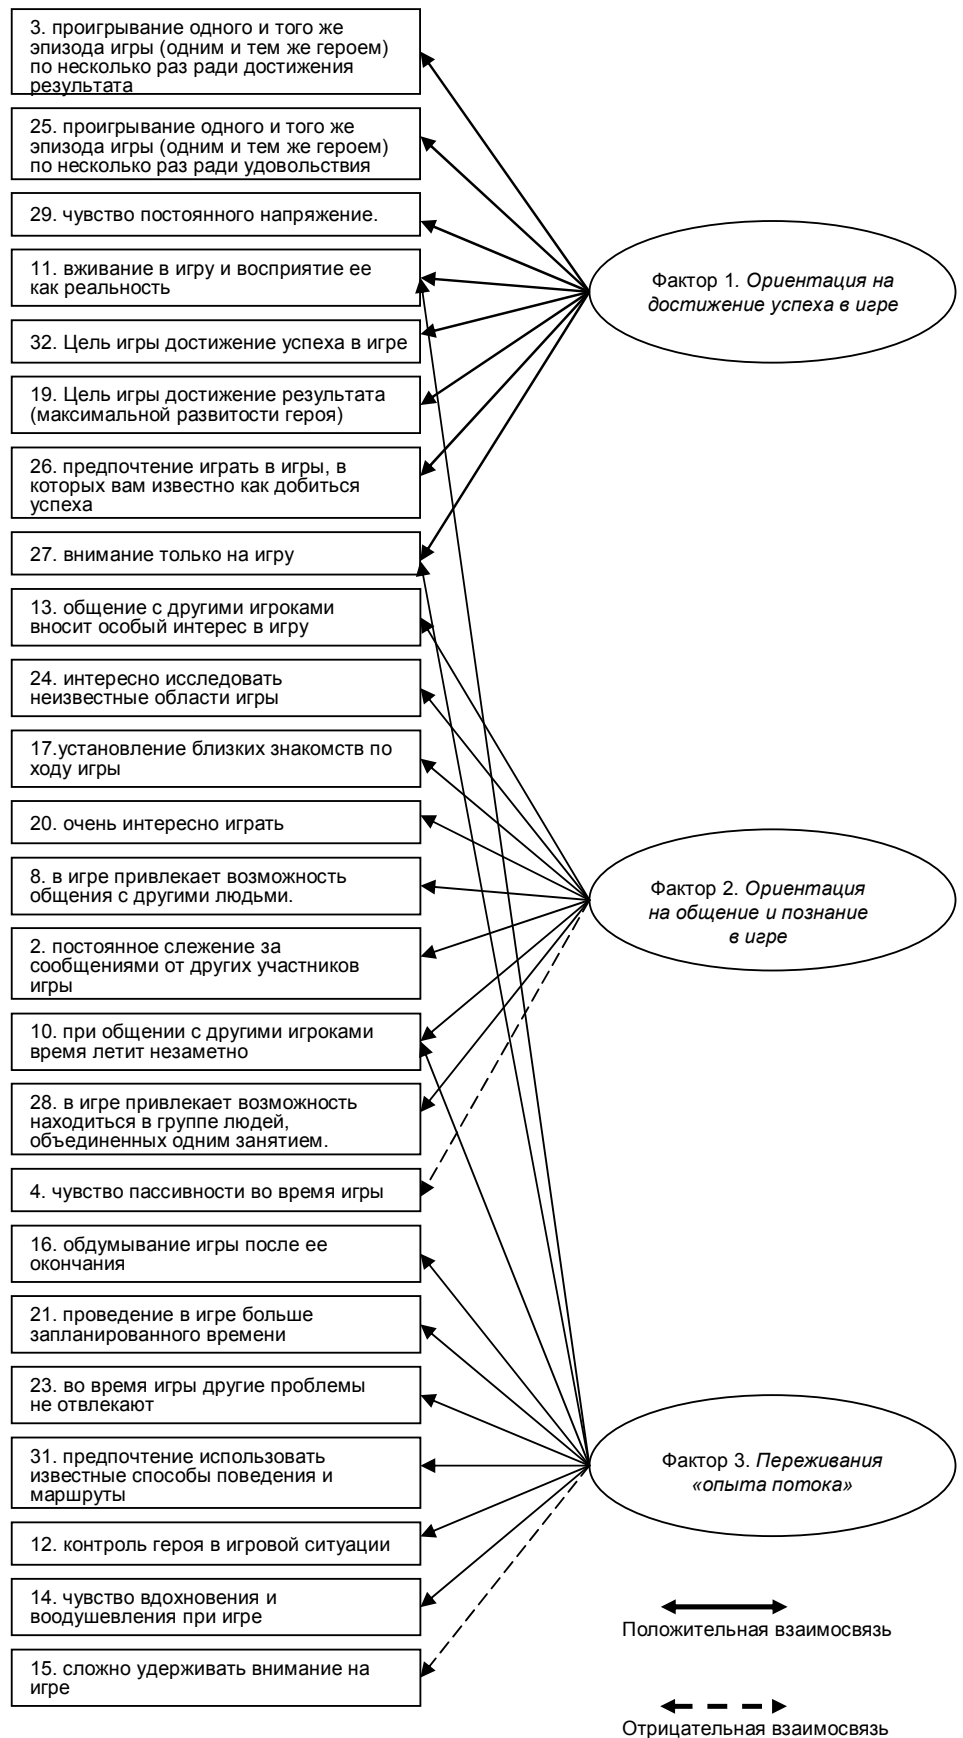 3. проигрывание одного и того же
эпизода игры (одним и тем же героем)
по несколько раз ради достижения
результата
25. проигрывание одного и того же
эпизода игры (одним и тем же героем)
по несколько раз ради удовольствия
29. чувство постоянного напряжение.
11. вживание в игру и восприятие ее
как реальность
32. Цель игры достижение успеха в игре
19. Цель игры достижение результата
(максимальной развитости героя)
26. предпочтение играть в игры, в
которых вам известно как добиться
успеха
27. внимание только на игру
13. общение с другими игроками
вносит особый интерес в игру
24. интересно исследовать
неизвестные области игры
17.установление близких знакомств по
ходу игры
20. очень интересно играть
8. в игре привлекает возможность
общения с другими людьми.
2. постоянное слежение за
сообщениями от других участников
игры
10. при общении с другими игроками
время летит незаметно
28. в игре привлекает возможность
находиться в группе людей,
объединенных одним занятием.
4. чувство пассивности во время игры
16. обдумывание игры после ее
окончания
21. проведение в игре больше
запланированного времени
23. во время игры другие проблемы
не отвлекают
31. предпочтение использовать
известные способы поведения и
маршруты
12. контроль героя в игровой ситуации
14. чувство вдохновения и
воодушевления при игре
15. сложно удерживать внимание на
игре
Фактор 1. Ориентация на
достижение успеха в игре
Фактор 2. Ориентация
на общение и познание
в игре
Фактор 3. Переживания
«опыта потока»
Положительная взаимосвязь
Отрицательная взаимосвязь